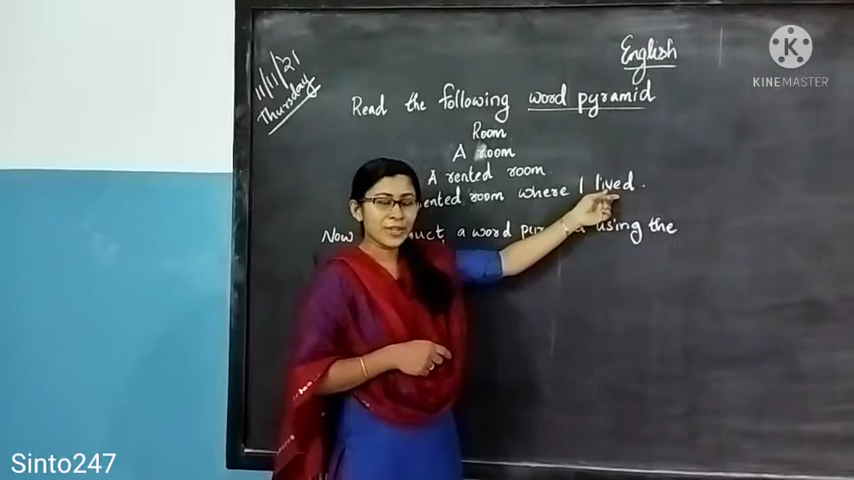 11/11/21
Thursday
English
Read the following word pyramid
Room
A room
A rented room
rented room where I lived.
Now a word using the
KINEMASTER
Sinto247